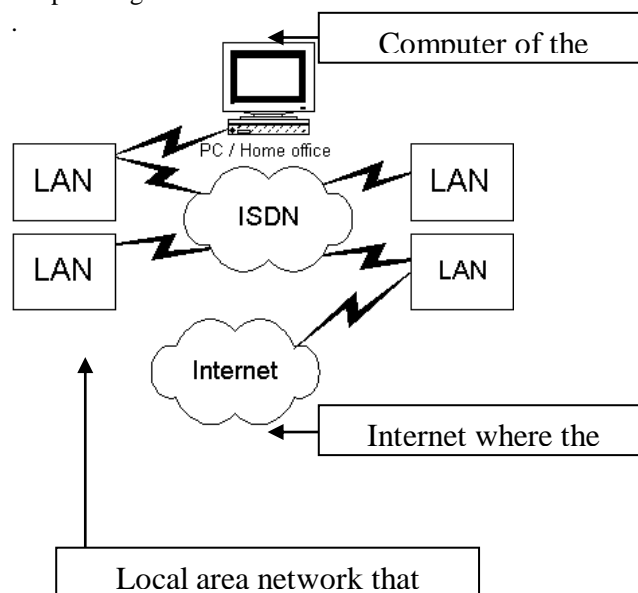 .
Computer of the
PC / Home office
LAN
ISDN
LAN
LAN
LAN
Internet
Internet where the
Local area network that